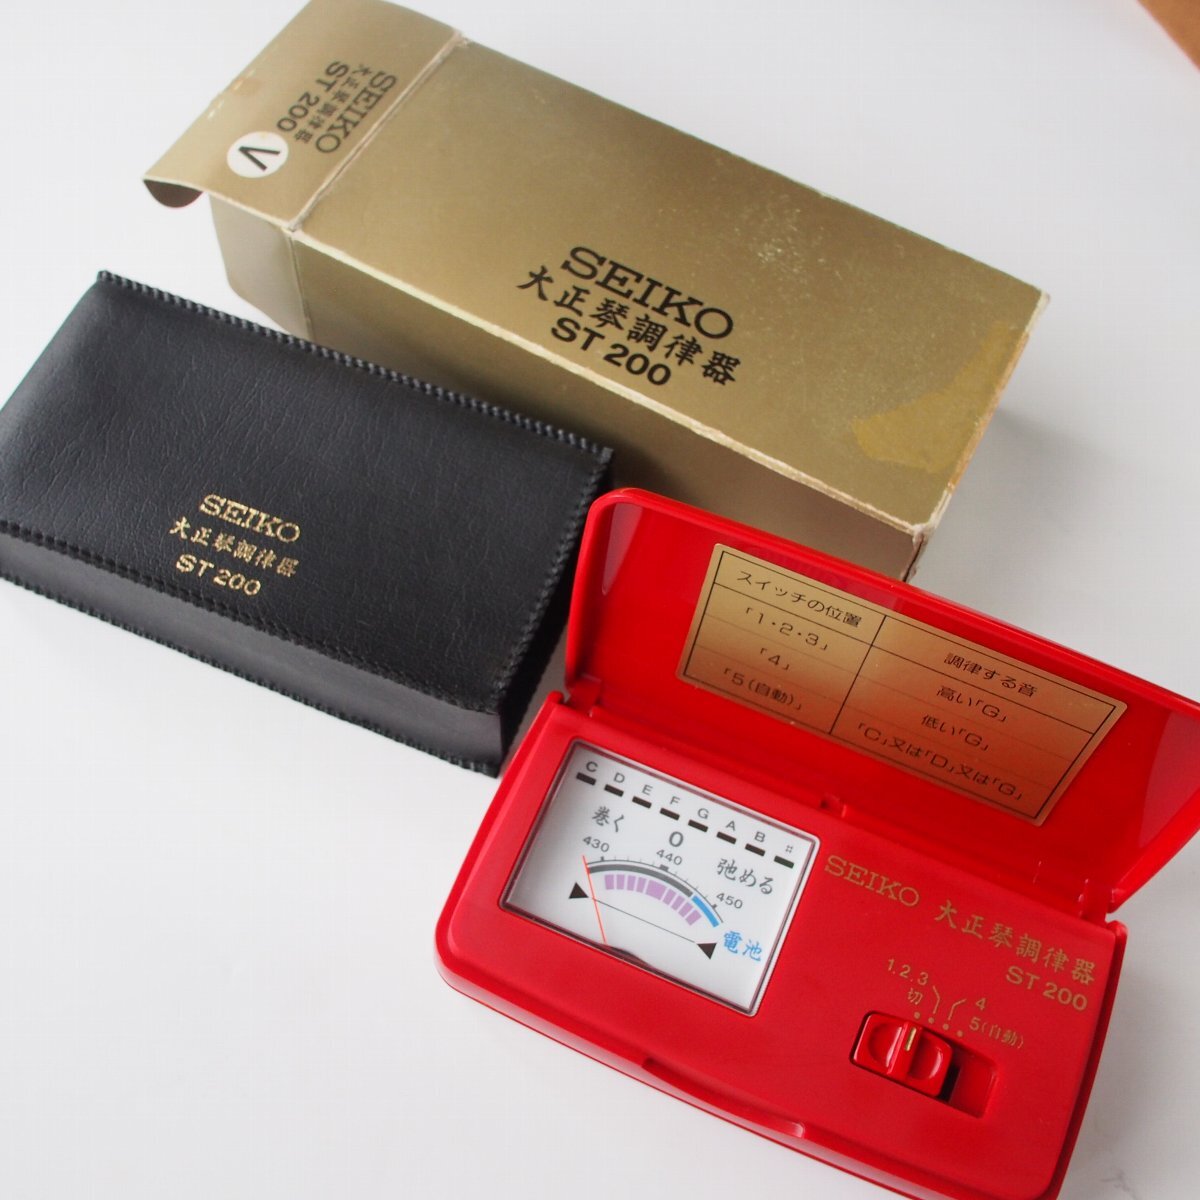 SEIKO
大正琴調律器
ST 200
V
SEIKO
大正琴調律器
ST 200
SEIKO
大正琴調律器
ST 200
スイッチの位置 調律する音
「1・2・3」 高い「G」
「4」 低い「G」
「5(自動)」 「C」又は「D」又は「G」
C D E F G A B #
巻く 0 弛める
430 440 450
電池
SEIKO
大正琴調律器
ST 200
1.2.3 4
切 5(自動)